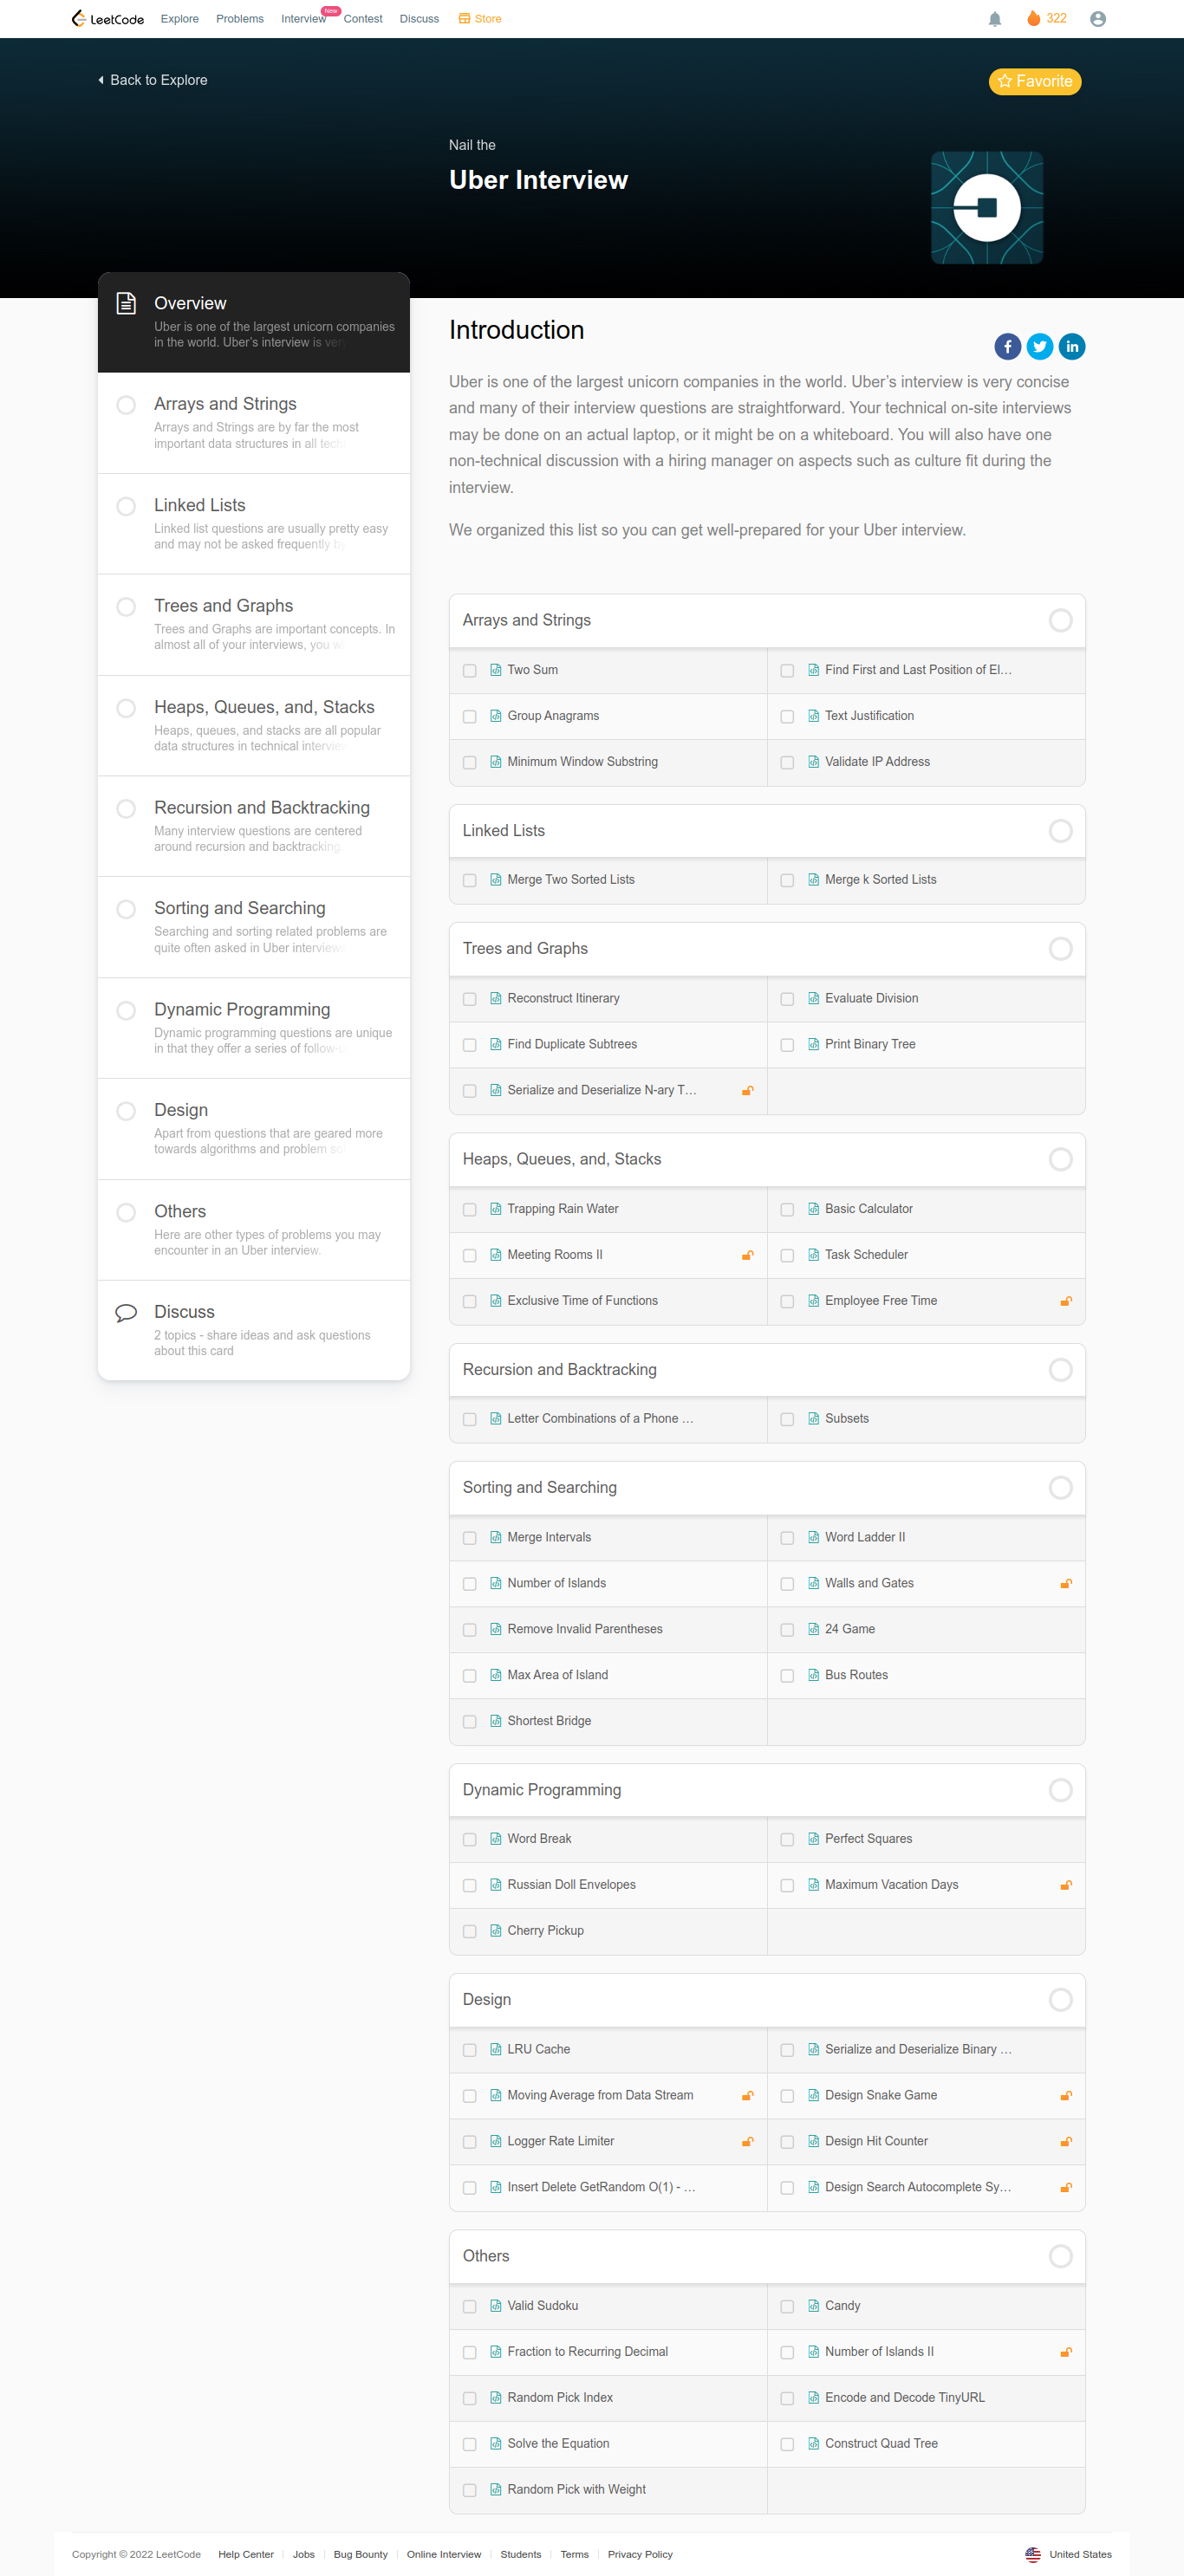 LeetCode
Explore
Problems
Interview
New
Contest
Discuss
Store
322
Back to Explore
Favorite
Nail the
Uber Interview
Overview
Uber is one of the largest unicorn companies
in the world. Uber's interview is very
Arrays and Strings
Arrays and Strings are by far the most
important data structures in all tech
Linked Lists
Linked list questions are usually pretty easy
and may not be asked frequently
Trees and Graphs
Trees and Graphs are important concepts. In
almost all of your interviews, you
Heaps, Queues, and, Stacks
Heaps, queues, and stacks are all popular
data structures in technical interview
Recursion and Backtracking
Many interview questions are centered
around recursion and backtracking.
Sorting and Searching
Searching and sorting related problems are
quite often asked in Uber interviews
Dynamic Programming
Dynamic programming questions are unique
in that they offer a series of follow-
Design
Apart from questions that are geared more
towards algorithms and problem
Others
Here are other types of problems you may
encounter in an Uber interview.
Discuss
2 topics - share ideas and ask questions
about this card
Introduction
Uber is one of the largest unicorn companies in the world. Uber's interview is very concise
and many of their interview questions are straightforward. Your technical on-site interviews
may be done on an actual laptop, or it might be on a whiteboard. You will also have one
non-technical discussion with a hiring manager on aspects such as culture fit during the
interview.
We organized this list so you can get well-prepared for your Uber interview.
Arrays and Strings
Two Sum
Find First and Last Position of El...
Group Anagrams
Text Justification
Minimum Window Substring
Validate IP Address
Linked Lists
Merge Two Sorted Lists
Merge k Sorted Lists
Trees and Graphs
Reconstruct Itinerary
Evaluate Division
Find Duplicate Subtrees
Print Binary Tree
Serialize and Deserialize N-ary T...
Heaps, Queues, and, Stacks
Trapping Rain Water
Basic Calculator
Meeting Rooms II
Task Scheduler
Exclusive Time of Functions
Employee Free Time
Recursion and Backtracking
Letter Combinations of a Phone ...
Subsets
Sorting and Searching
Merge Intervals
Word Ladder II
Number of Islands
Walls and Gates
Remove Invalid Parentheses
24 Game
Max Area of Island
Bus Routes
Shortest Bridge
Dynamic Programming
Word Break
Perfect Squares
Russian Doll Envelopes
Maximum Vacation Days
Cherry Pickup
Design
LRU Cache
Serialize and Deserialize Binary ...
Moving Average from Data Stream
Design Snake Game
Logger Rate Limiter
Design Hit Counter
Insert Delete GetRandom O(1) - ...
Design Search Autocomplete Sy...
Others
Valid Sudoku
Candy
Fraction to Recurring Decimal
Number of Islands II
Random Pick Index
Encode and Decode TinyURL
Solve the Equation
Construct Quad Tree
Random Pick with Weight
Copyright © 2022 LeetCode
Help Center
Jobs
Bug Bounty
Online Interview
Students
Terms
Privacy Policy
United States